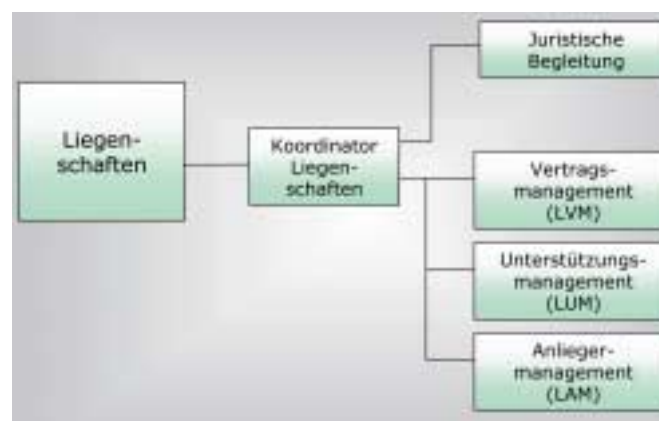 Liegen-
schaften
Koordinator
Liegen-
schaften
Juristische
Begleitung
Vertrags-
management
(LVM)
Unterstützungs-
management
(LUM)
Anlieger-
management
(LAM)